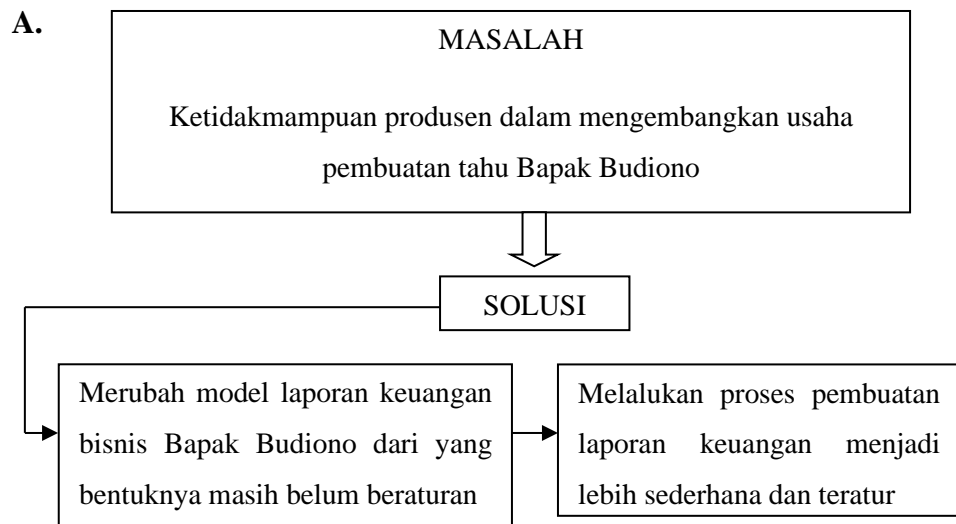 A.
MASALAH
Ketidakmampuan produsen dalam mengembangkan usaha
pembuatan tahu Bapak Budiono
SOLUSI
Merubah model laporan keuangan
bisnis Bapak Budiono dari yang
bentuknya masih belum beraturan
Melalukan proses pembuatan
laporan keuangan menjadi
lebih sederhana dan teratur